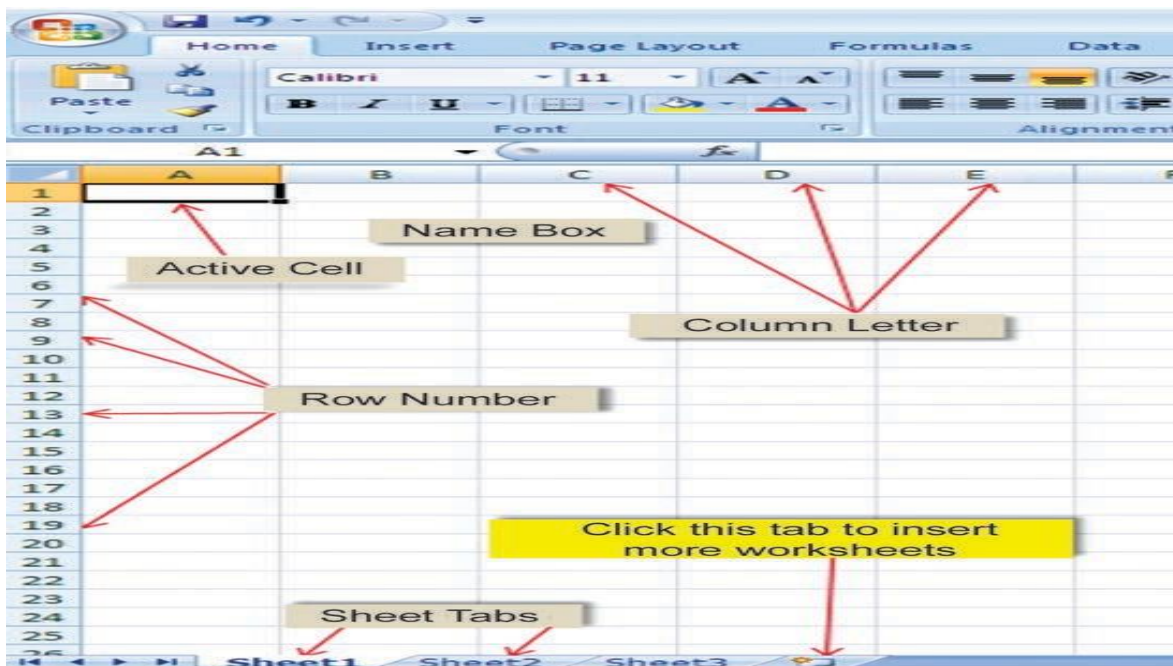 Home Insert Page Layout Formulas Data
Calibri 11 A A
Paste
B I U A
Clipboard Font Alignmen
A1 fx
A B C D E
1
2
3 Name Box
4
5 Active Cell
6
7
8 Column Letter
9
10
11
12 Row Number
13
14
15
16
17
18
19 Click this tab to insert
20 more worksheets
21
22
23
24 Sheet Tabs
25
26
Sheet1 Sheet2 Sheet3